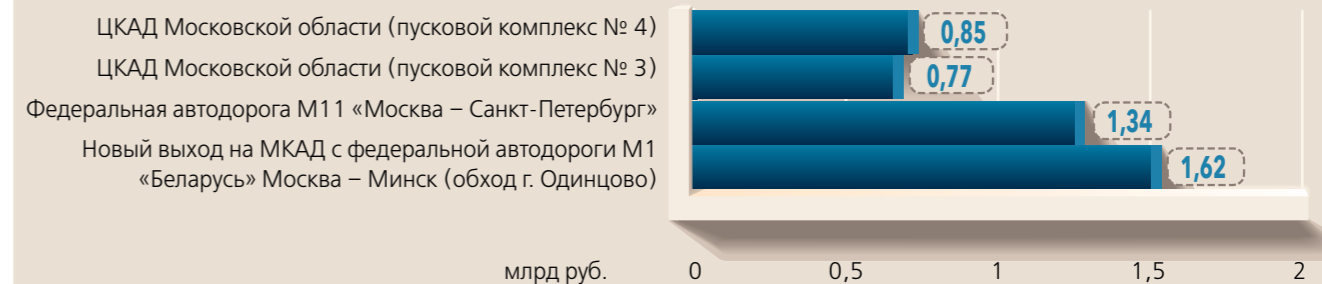 ЦКАД Московской области (пусковой комплекс № 4)
0,85
ЦКАД Московской области (пусковой комплекс № 3)
0,77
Федеральная автодорога М11 «Москва – Санкт-Петербург»
1,34
Новый выход на МКАД с федеральной автодороги М1
«Беларусь» Москва – Минск (обход г. Одинцово)
1,62
млрд руб. 0 0,5 1 1,5 2